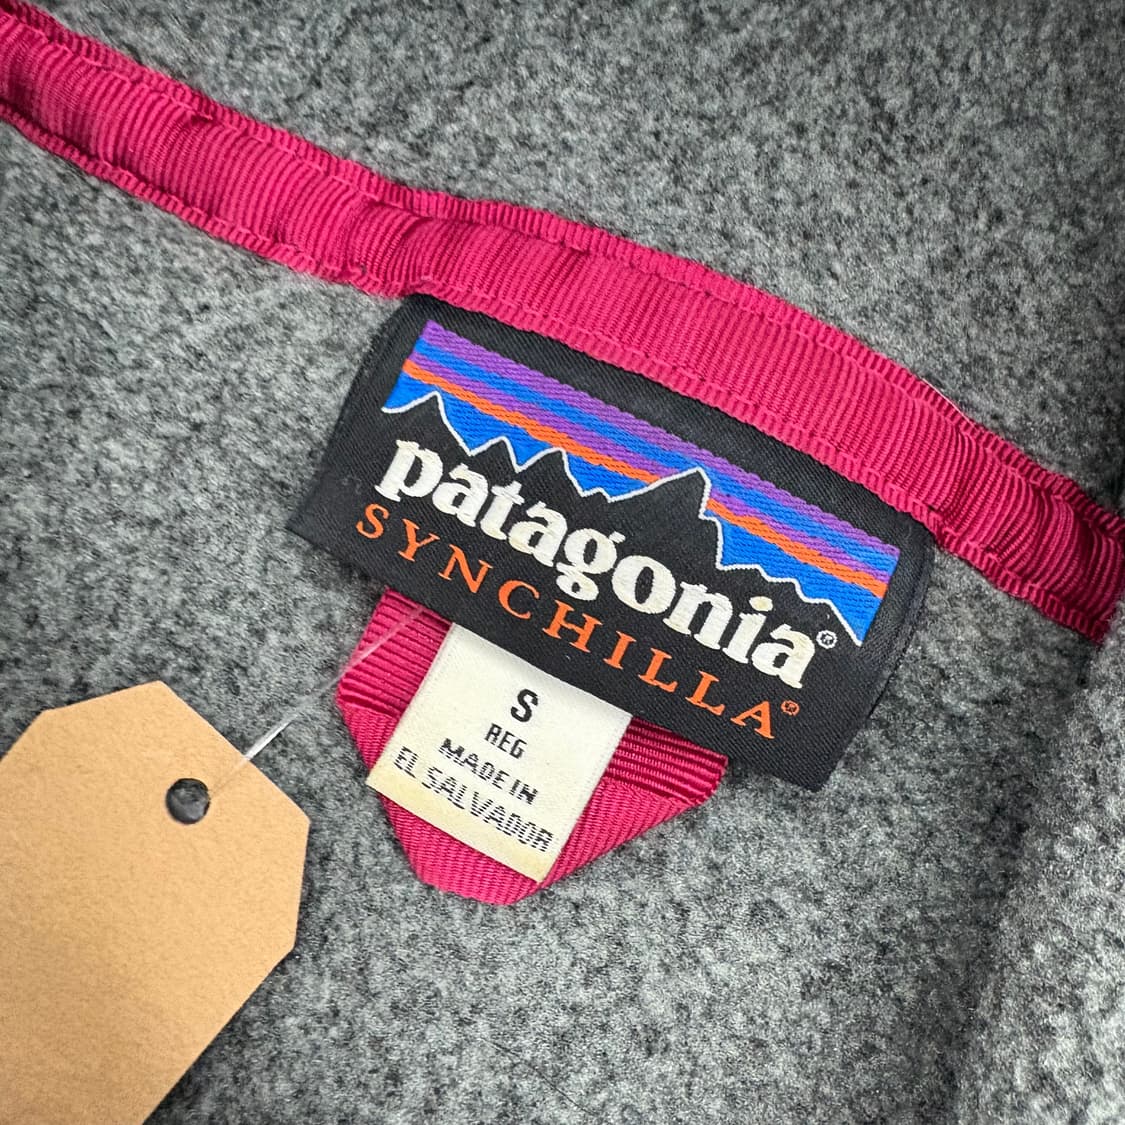 patagonia®
SYNCHILLA®
S
REG
MADE IN
EL SALVADOR